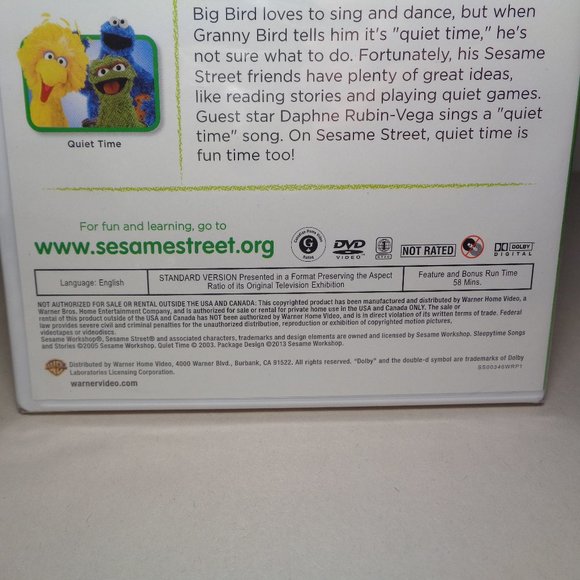 Big Bird loves to sing and dance, but when
Granny Bird tells him it's "quiet time," he's
not sure what to do. Fortunately, his Sesame
Street friends have plenty of great ideas,
like reading stories and playing quiet games.
Guest star Daphne Rubin-Vega sings a "quiet
time" song. On Sesame Street, quiet time is
fun time too!
Quiet Time
For fun and learning, go to
www.sesamestreet.org
G
DVD
VIDEO
NOT RATED
DOLBY
DIGITAL
Language: English
STANDARD VERSION Presented in a Format Preserving the Aspect
Ratio of its Original Television Exhibition
Feature and Bonus Run Time
58 Mins.
NOT AUTHORIZED FOR SALE OR RENTAL OUTSIDE THE USA AND CANADA: This copyrighted product has been manufactured and distributed by Warner Home Video, a
Warner Bros. Home Entertainment Company, and is authorized for sale or rental for private home use in the USA and CANADA ONLY. The sale or
rental of this product outside of the USA and Canada has NOT been authorized by Warner Home Video, and is in direct violation of its written terms of trade. Federal
law provides severe civil and criminal penalties for the unauthorized distribution, reproduction or exhibition of copyrighted motion pictures,
videotapes or videodiscs.
Sesame Workshop®, Sesame Street® and associated characters, trademarks and design elements are owned and licensed by Sesame Workshop. Sleepytime Songs
and Stories ©2005 Sesame Workshop. Quiet Time © 2003. Package Design ©2013 Sesame Workshop.
Distributed by Warner Home Video, 4000 Warner Blvd., Burbank, CA 91522. All rights reserved. "Dolby" and the double-d symbol are trademarks of Dolby
Laboratories Licensing Corporation.
SS00340WRP1
warnervideo.com